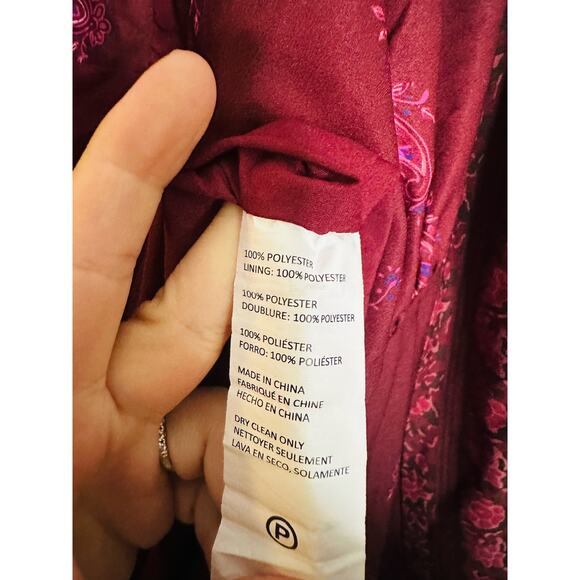 100% POLYESTER
LINING: 100% POLYESTER
100% POLYESTER
DOUBLURE: 100% POLYESTER
100% POLIÉSTER
FORRO: 100% POLIÉSTER
MADE IN CHINA
FABRIQUÉ EN CHINE
HECHO EN CHINA
DRY CLEAN ONLY
NETTOYER SEULEMENT
LAVA EN SECO, SOLAMENTE
P